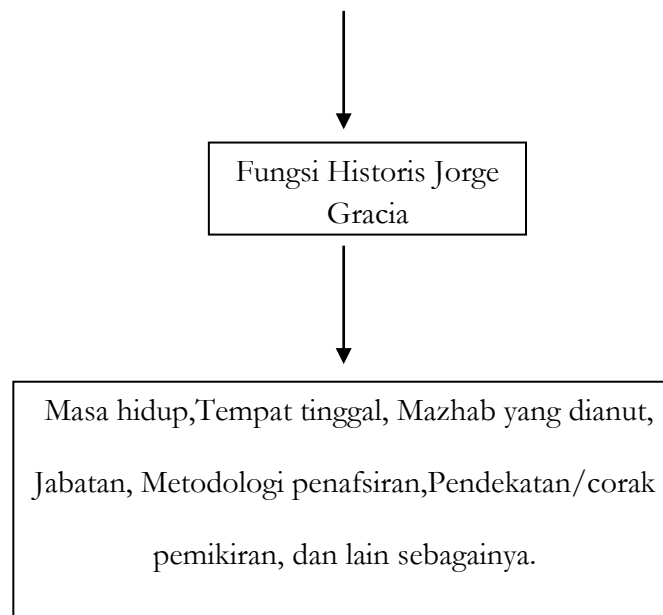 Fungsi Historis Jorge
Gracia
Masa hidup,Tempat tinggal, Mazhab yang dianut,
Jabatan, Metodologi penafsiran,Pendekatan/corak
pemikiran, dan lain sebagainya.